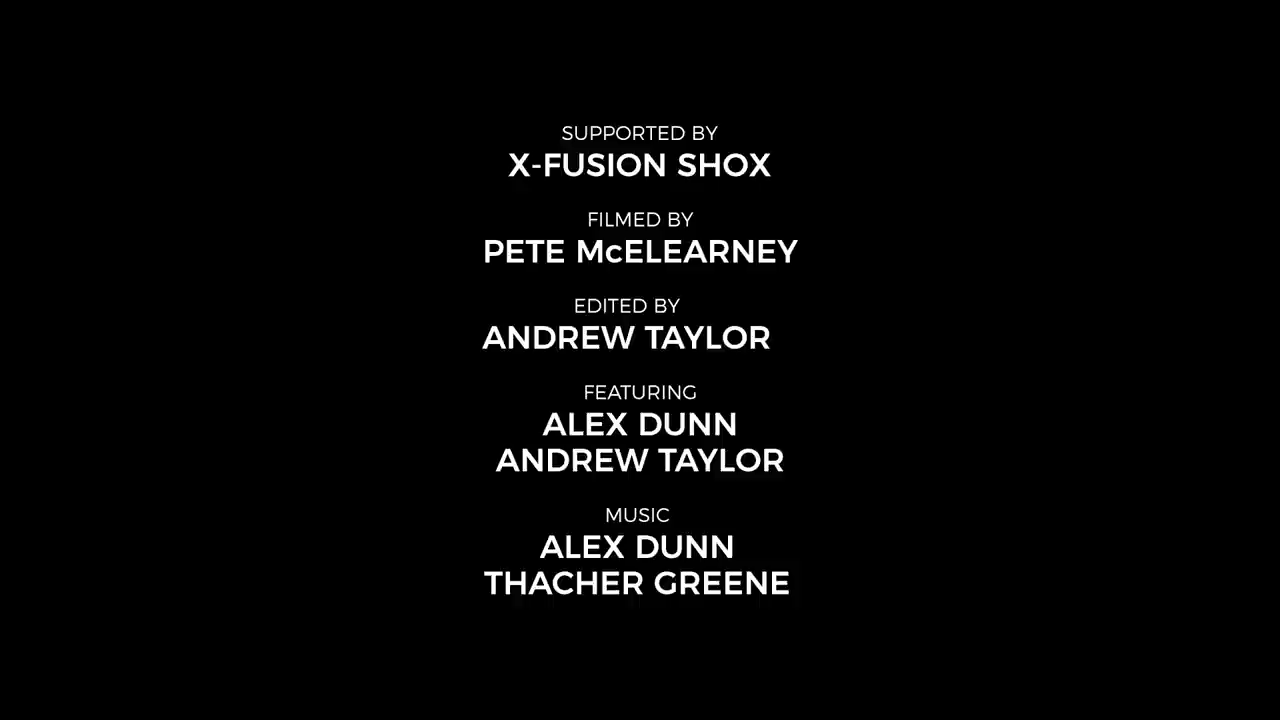 SUPPORTED BY
X-FUSION SHOX
FILMED BY
PETE McELEARNEY
EDITED BY
ANDREW TAYLOR
FEATURING
ALEX DUNN
ANDREW TAYLOR
MUSIC
ALEX DUNN
THACHER GREENE